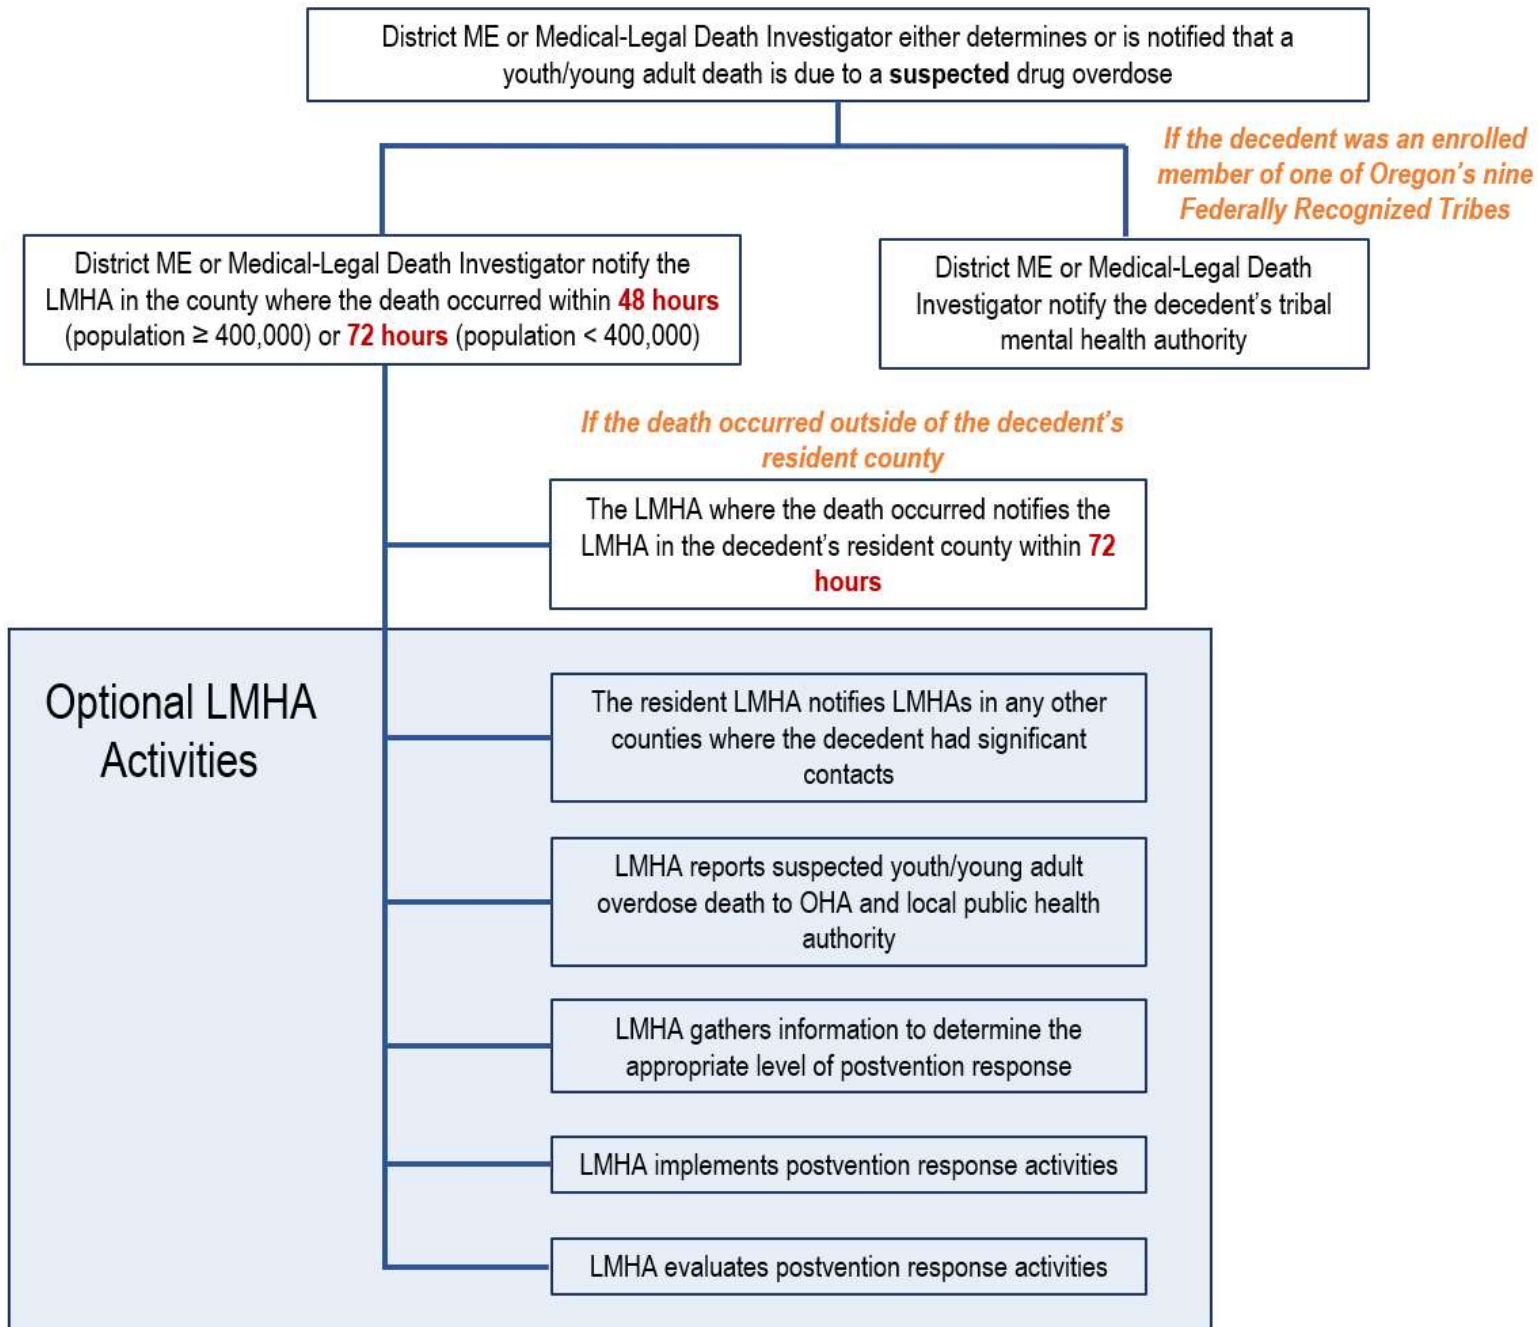 District ME or Medical-Legal Death Investigator either determines or is notified that a
youth/young adult death is due to a suspected drug overdose
If the decedent was an enrolled
member of one of Oregon's nine
Federally Recognized Tribes
District ME or Medical-Legal Death Investigator notify the
LMHA in the county where the death occurred within 48 hours
(population ≥ 400,000) or 72 hours (population < 400,000)
District ME or Medical-Legal Death
Investigator notify the decedent's tribal
mental health authority
If the death occurred outside of the decedent's
resident county
The LMHA where the death occurred notifies the
LMHA in the decedent's resident county within 72
hours
Optional LMHA
Activities
The resident LMHA notifies LMHAs in any other
counties where the decedent had significant
contacts
LMHA reports suspected youth/young adult
overdose death to OHA and local public health
authority
LMHA gathers information to determine the
appropriate level of postvention response
LMHA implements postvention response activities
LMHA evaluates postvention response activities